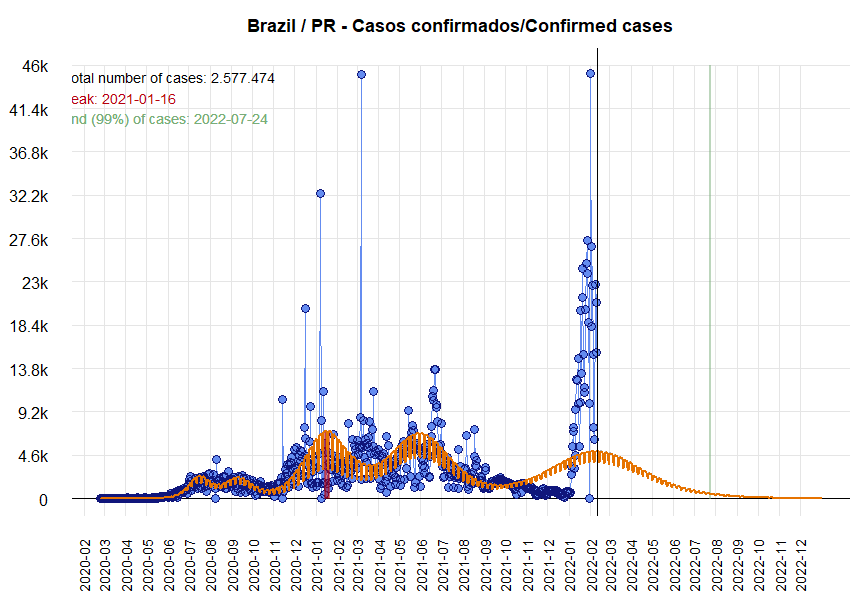 Brazil / PR - Casos confirmados/Confirmed cases
46k
41.4k
36.8k
32.2k
27.6k
23k
18.4k
13.8k
9.2k
4.6k
0
otal number of cases: 2.577.474
eak: 2021-01-16
nd (99%) of cases: 2022-07-24
2020-02
2020-03
2020-04
2020-05
2020-06
2020-07
2020-08
2020-09
2020-10
2020-11
2020-12
2021-01
2021-02
2021-03
2021-04
2021-05
2021-06
2021-07
2021-08
2021-09
2021-10
2021-11
2021-12
2022-01
2022-02
2022-03
2022-04
2022-05
2022-06
2022-07
2022-08
2022-09
2022-10
2022-11
2022-12